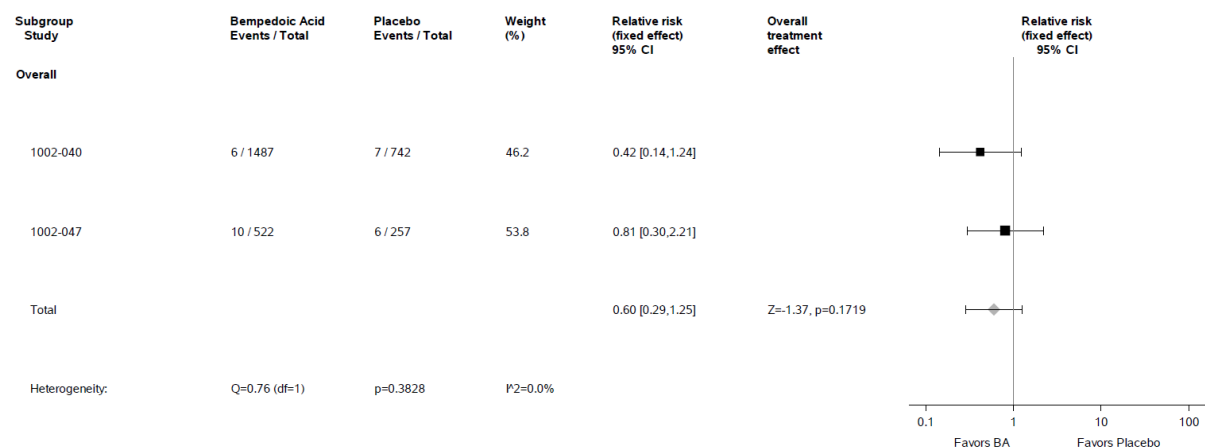 Subgroup Bempedoic Acid Placebo Weight Relative risk Overall Relative risk
Study Events / Total Events / Total (%) (fixed effect) treatment (fixed effect)
95% CI effect 95% CI
Overall
1002-040 6 / 1487 7 / 742 46.2 0.42 [0.14,1.24]
1002-047 10 / 522 6 / 257 53.8 0.81 [0.30,2.21]
Total 0.60 [0.29,1.25] Z=-1.37, p=0.1719
Heterogeneity: Q=0.76 (df=1) p=0.3828 I^2=0.0%
0.1 1 10 100
Favors BA Favors Placebo